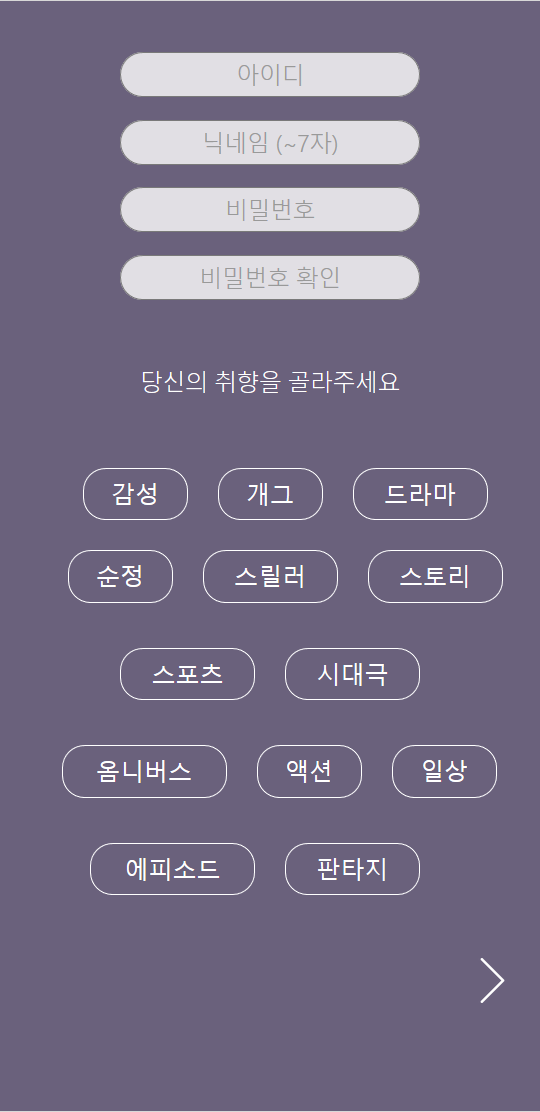 아이디
닉네임 (~7자)
비밀번호
비밀번호 확인
당신의 취향을 골라주세요
감성 개그 드라마
순정 스릴러 스토리
스포츠 시대극
옴니버스 액션 일상
에피소드 판타지